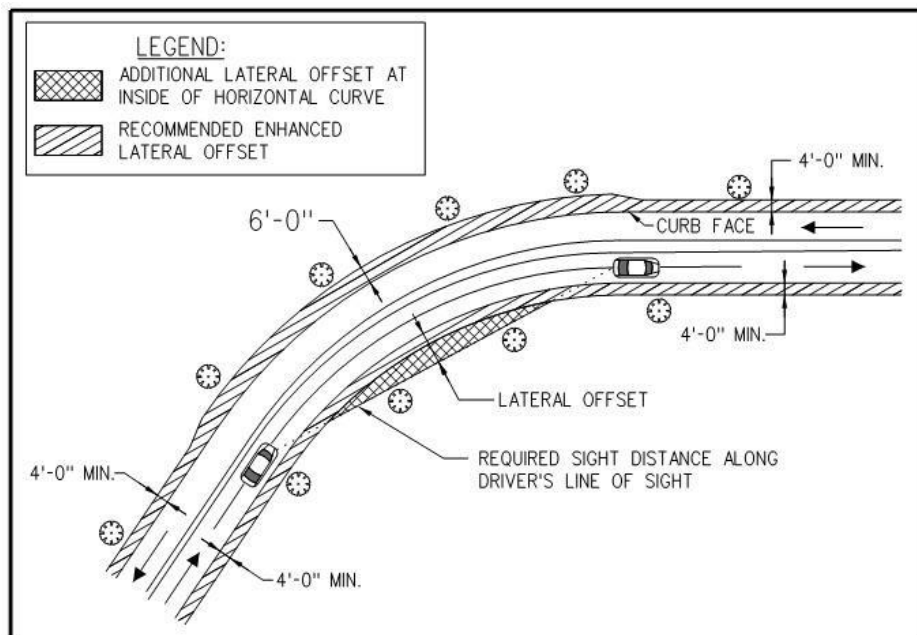 LEGEND:
ADDITIONAL LATERAL OFFSET AT
INSIDE OF HORIZONTAL CURVE
RECOMMENDED ENHANCED
LATERAL OFFSET
4'-0" MIN.
6'-0"
CURB FACE
4'-0" MIN.
LATERAL OFFSET
REQUIRED SIGHT DISTANCE ALONG
DRIVER'S LINE OF SIGHT
4'-0" MIN.
4'-0" MIN.